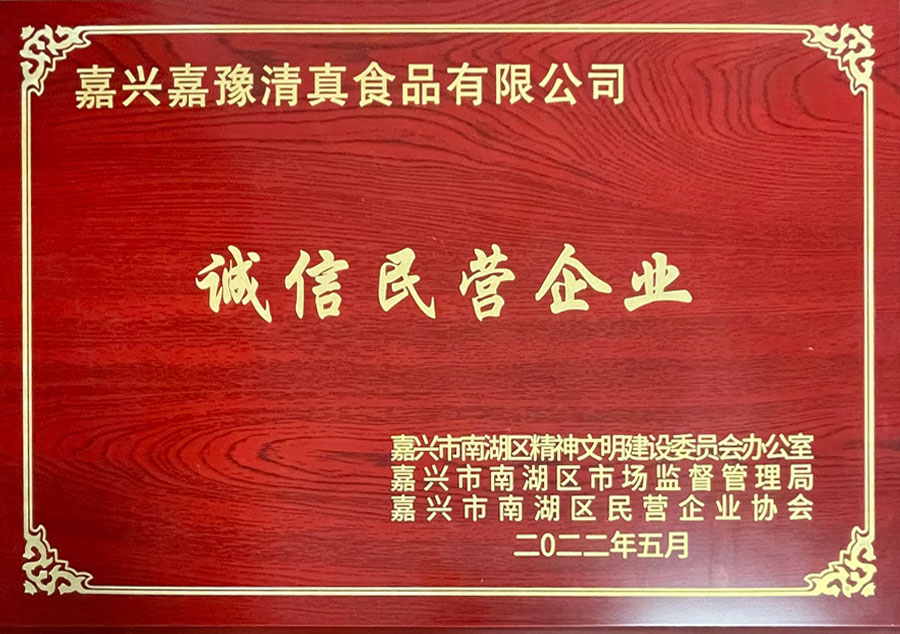 嘉兴嘉豫清真食品有限公司
诚信民营企业
嘉兴市南湖区精神文明建设委员会办公室
嘉兴市南湖区市场监督管理局
嘉兴市南湖区民营企业协会
二〇二二年五月